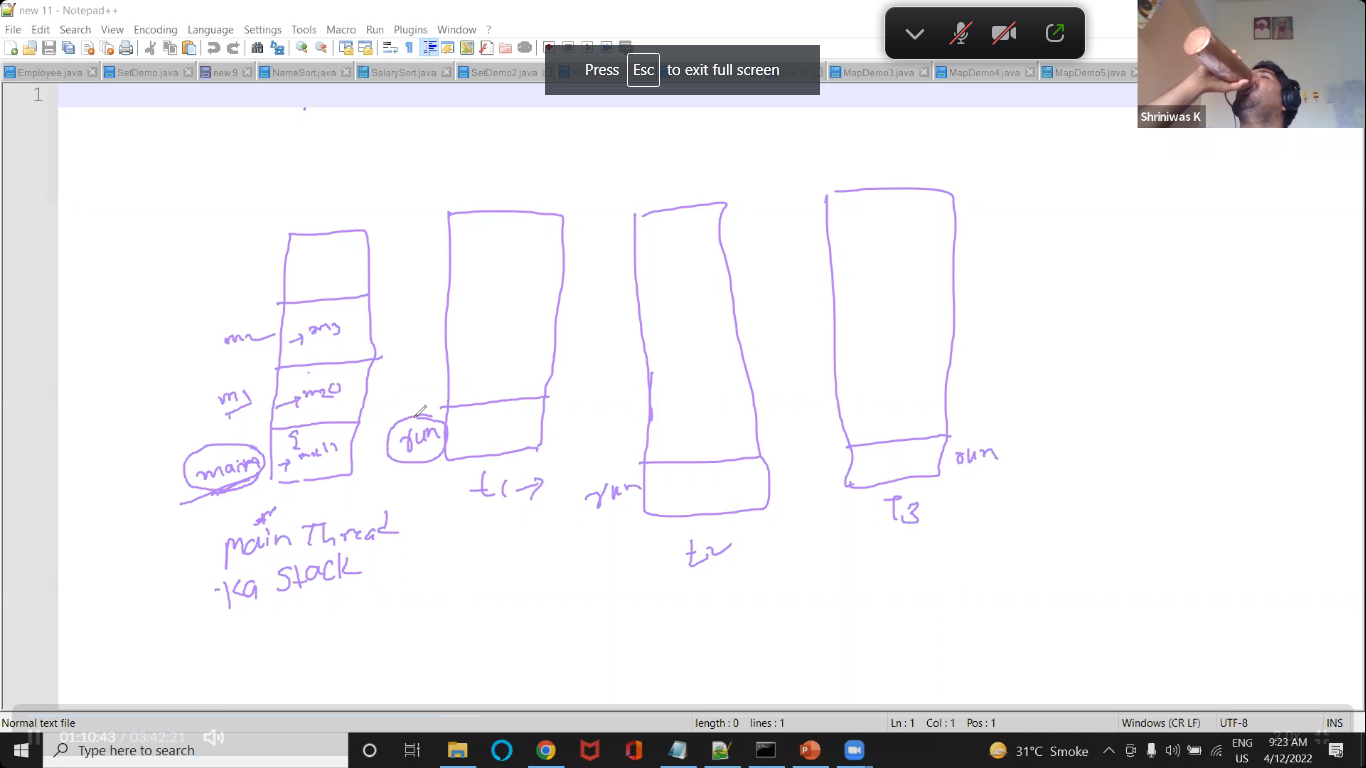 new 11 - Notepad++
File Edit Search View Encoding Language Settings Tools Macro Run Plugins Window ?
Employee.java SetDemo.java new 9 NameSort.java SalarySort.java SetDemo2.java MapDemo3.java MapDemo4.java MapDemo5.java
Press Esc to exit full screen
Shriniwas K
1
m2 → m3
m1 → m2()
main { → m1()
run
run
run
t1 →
t2
T3
main Thread
ka Stack
Normal text file length : 0 lines : 1 Ln : 1 Col : 1 Pos : 1 Windows (CR LF) UTF-8 INS
01:10:43 / 03:42:21 2.0x
Type here to search
31°C Smoke
ENG
US
9:23 AM
4/12/2022